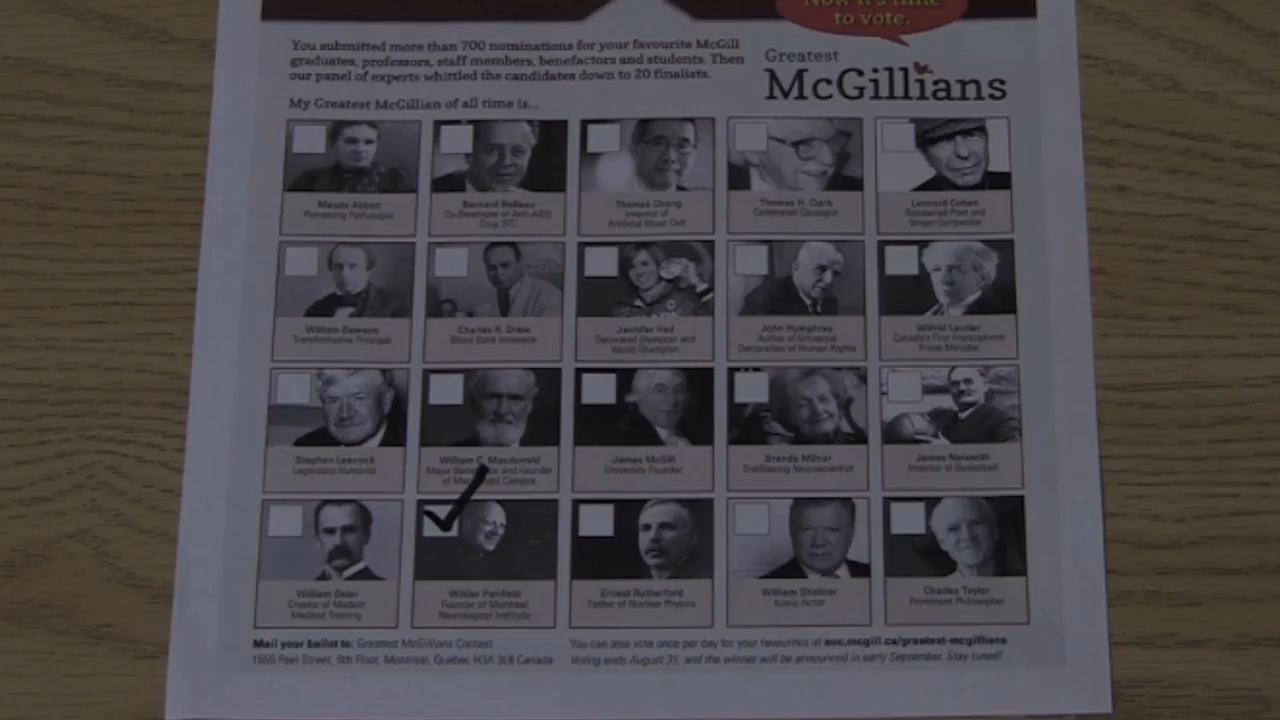 Now it's time
to vote.
You submitted more than 700 nominations for your favourite McGill
graduates, professors, staff members, benefactors and students. Then
our panel of experts whittled the candidates down to 20 finalists.
Greatest
McGillians
My Greatest McGillian of all time is...
Maude Abbott
Pioneering Pathologist
Bernard Belleau
Co-Developer of Anti-AIDS
Drug 3TC
Thomas Chang
Inventor of
Artificial Blood Cell
Thomas H. Clark
Celebrated Geologist
Leonard Cohen
Renowned Poet and
Singer-Songwriter
William Dawson
Transformative Principal
Charles R. Drew
Blood Bank Innovator
Jennifer Heil
Decorated Olympian and
World Champion
John Humphrey
Author of Universal
Declaration of Human Rights
Wilfrid Laurier
Canada's First Francophone
Prime Minister
Stephen Leacock
Legendary Humorist
William C. Macdonald
Major Benefactor and Founder
of Macdonald Campus
James McGill
University Founder
Brenda Milner
Trailblazing Neuroscientist
James Naismith
Inventor of Basketball
William Osler
Creator of Modern
Medical Training
Wilder Penfield
Founder of Montreal
Neurological Institute
Ernest Rutherford
Father of Nuclear Physics
William Shatner
Iconic Actor
Charles Taylor
Prominent Philosopher
Mail your ballot to: Greatest McGillians Contest
1555 Peel Street, 9th Floor, Montreal, Quebec H3A 3L8 Canada
You can also vote once per day for your favourites at aoc.mcgill.ca/greatest-mcgillians.
Voting ends August 31, and the winner will be announced in early September. Stay tuned!